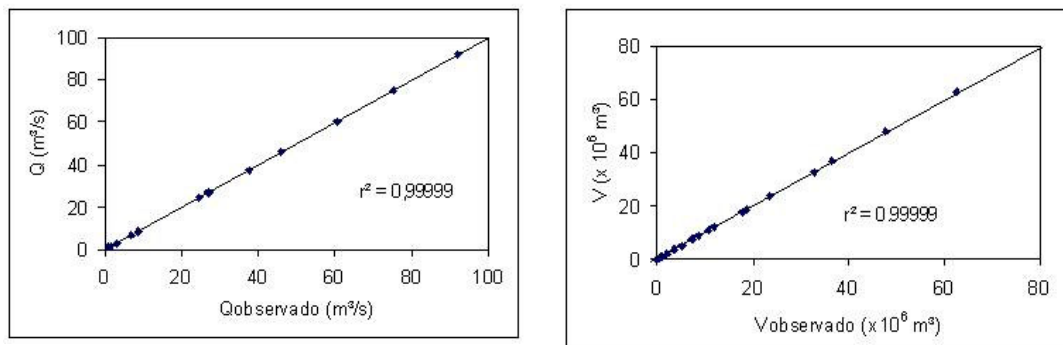 100
80
60
40
20
0
Q (m³/s)
r² = 0,99999
0 20 40 60 80 100
Qobservado (m³/s)
80
60
40
20
0
V (x 10⁶ m³)
r² = 0.99999
0 20 40 60 80
Vobservado (x 10⁶ m³)